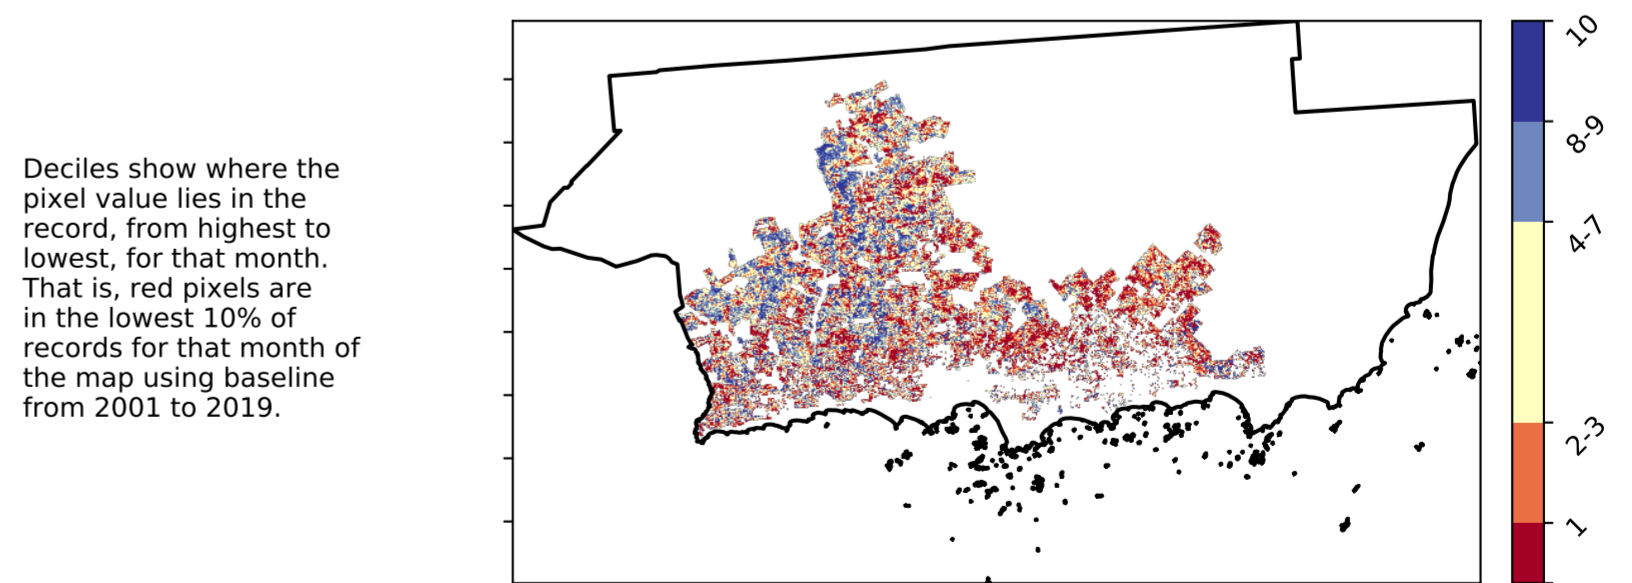 Deciles show where the
pixel value lies in the
record, from highest to
lowest, for that month.
That is, red pixels are
in the lowest 10% of
records for that month of
the map using baseline
from 2001 to 2019.
10
8-9
4-7
2-3
1